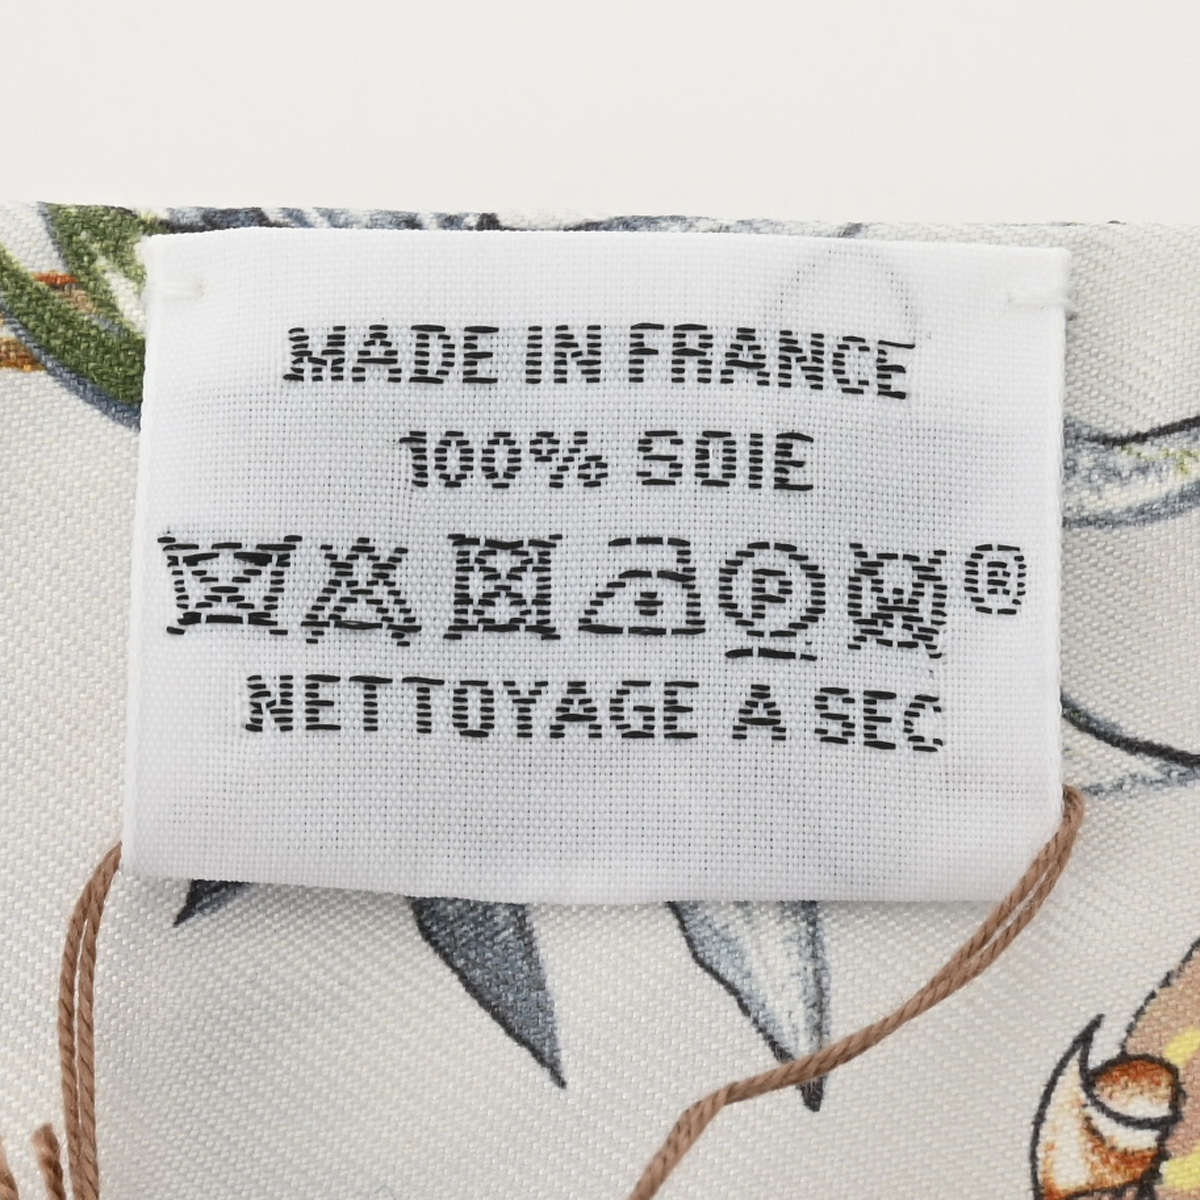 MADE IN FRANCE
100% SOIE
P W ®
NETTOYAGE A SEC